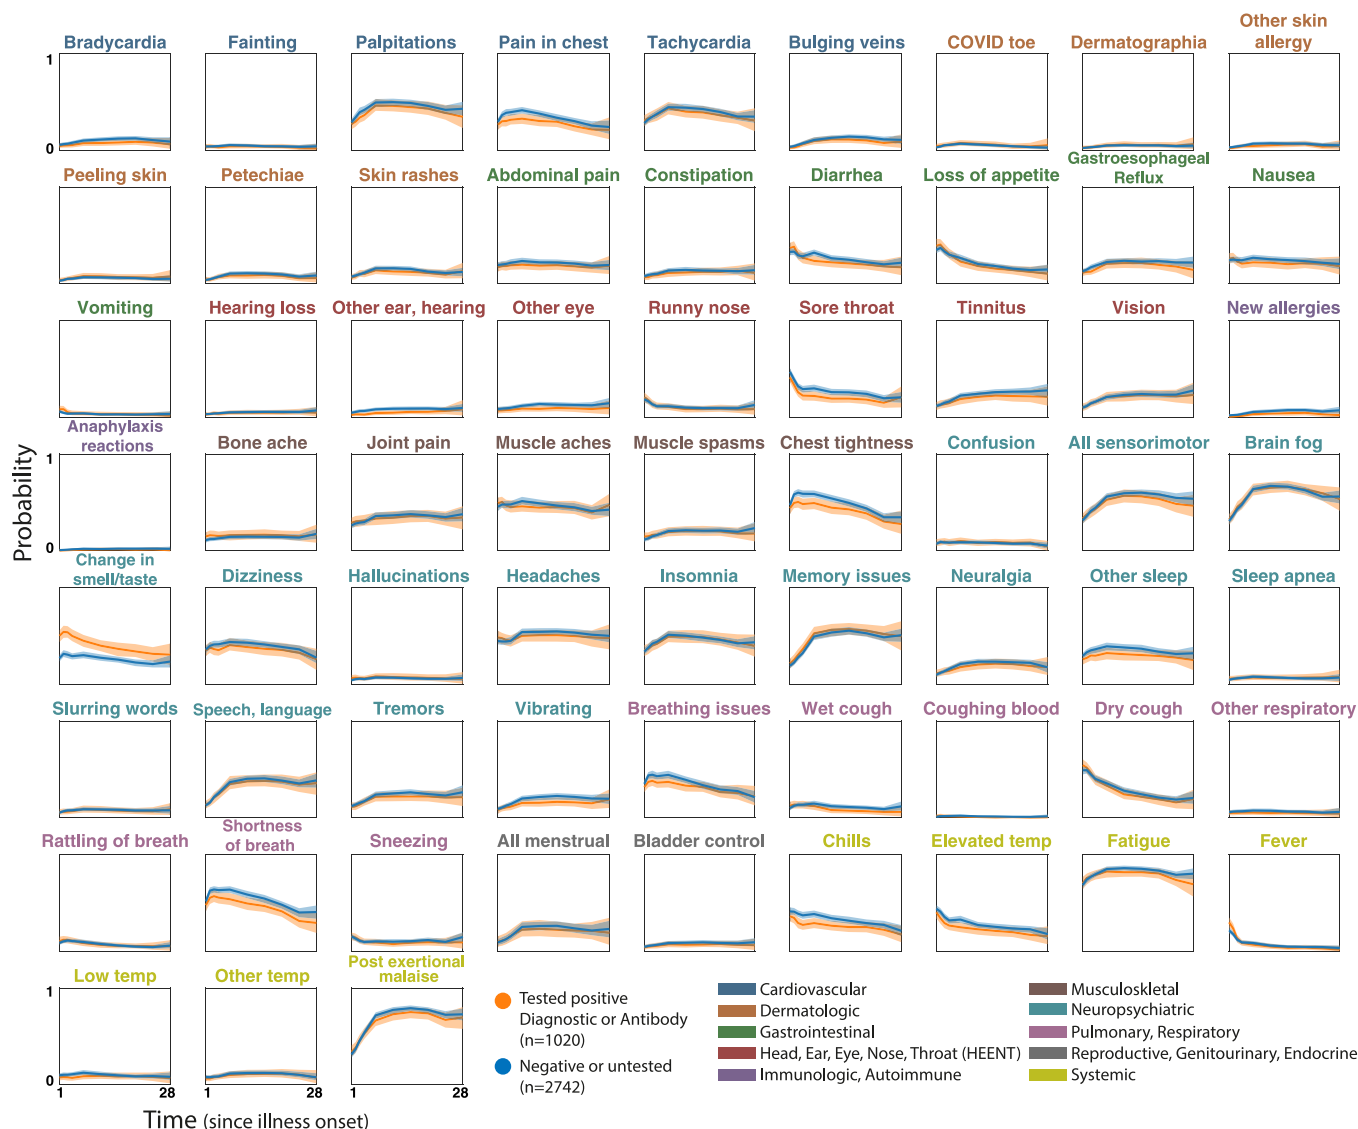 Other skin
Bradycardia Fainting Palpitations Pain in chest Tachycardia Bulging veins COVID toe Dermatographia allergy
1
0
Gastroesophageal
Peeling skin Petechiae Skin rashes Abdominal pain Constipation Diarrhea Loss of appetite Reflux Nausea
Vomiting Hearing loss Other ear, hearing Other eye Runny nose Sore throat Tinnitus Vision New allergies
Anaphylaxis
reactions Bone ache Joint pain Muscle aches Muscle spasms Chest tightness Confusion All sensorimotor Brain fog
1
Probability
0
Change in
smell/taste Dizziness Hallucinations Headaches Insomnia Memory issues Neuralgia Other sleep Sleep apnea
Slurring words Speech, language Tremors Vibrating Breathing issues Wet cough Coughing blood Dry cough Other respiratory
Shortness
Rattling of breath of breath Sneezing All menstrual Bladder control Chills Elevated temp Fatigue Fever
Post exertional
Low temp Other temp malaise
1
0
1 28 1 28 1 28
Time (since illness onset)
Tested positive
Diagnostic or Antibody
(n=1020)
Negative or untested
(n=2742)
Cardiovascular
Dermatologic
Gastrointestinal
Head, Ear, Eye, Nose, Throat (HEENT)
Immunologic, Autoimmune
Musculoskletal
Neuropsychiatric
Pulmonary, Respiratory
Reproductive, Genitourinary, Endocrine
Systemic